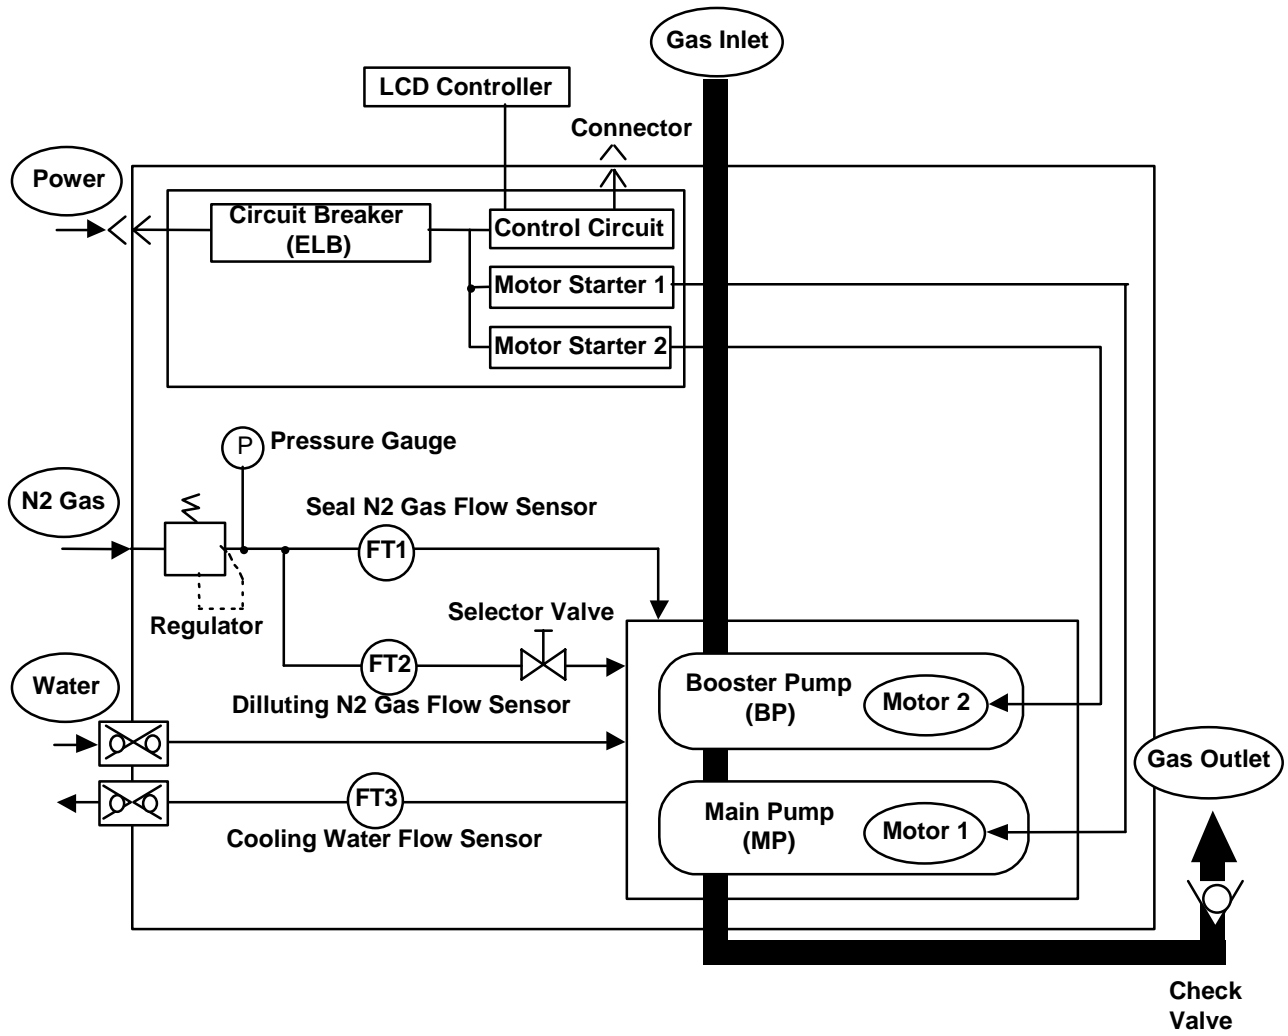 Gas Inlet
LCD Controller
Connector
Power
Circuit Breaker
(ELB)
Control Circuit
Motor Starter 1
Motor Starter 2
P
Pressure Gauge
N2 Gas
Seal N2 Gas Flow Sensor
FT1
Regulator
Selector Valve
FT2
Dilluting N2 Gas Flow Sensor
Water
Booster Pump
(BP)
Motor 2
Gas Outlet
FT3
Cooling Water Flow Sensor
Main Pump
(MP)
Motor 1
Check
Valve